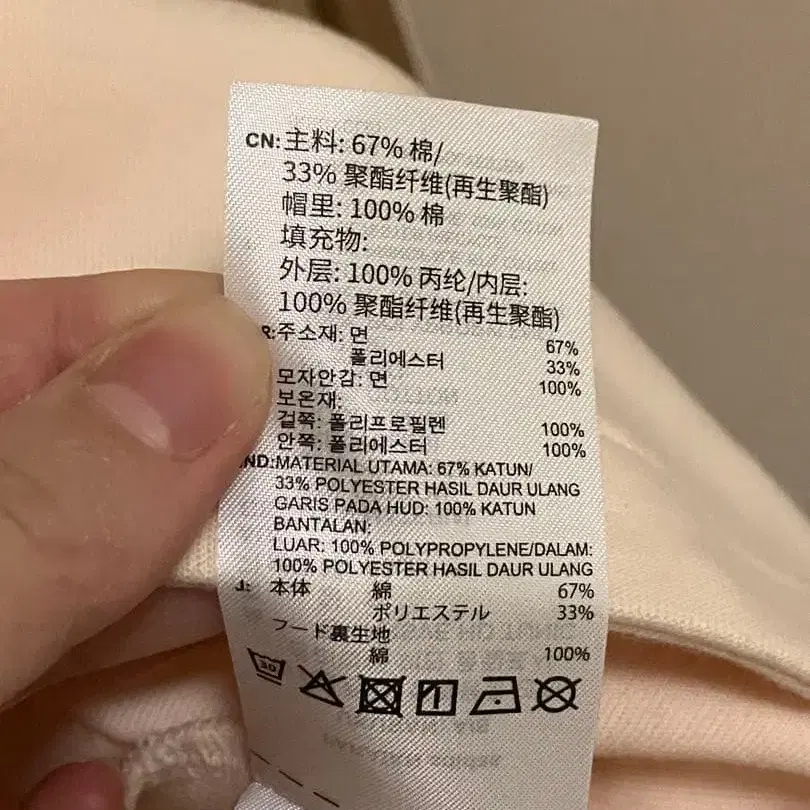 CN: 主料: 67% 棉/
33% 聚酯纤维(再生聚酯)
帽里: 100% 棉
填充物:
外层: 100% 丙纶/内层:
100% 聚酯纤维(再生聚酯)
R: 주소재: 면 67%
폴리에스터 33%
모자안감: 면 100%
보온재:
겉쪽: 폴리프로필렌 100%
안쪽: 폴리에스터 100%
ND: MATERIAL UTAMA: 67% KATUN/
33% POLYESTER HASIL DAUR ULANG
GARIS PADA HUD: 100% KATUN
BANTALAN:
LUAR: 100% POLYPROPYLENE/DALAM:
100% POLYESTER HASIL DAUR ULANG
J: 本体 綿 67%
ポリエステル 33%
フード裏生地
綿 100%
30